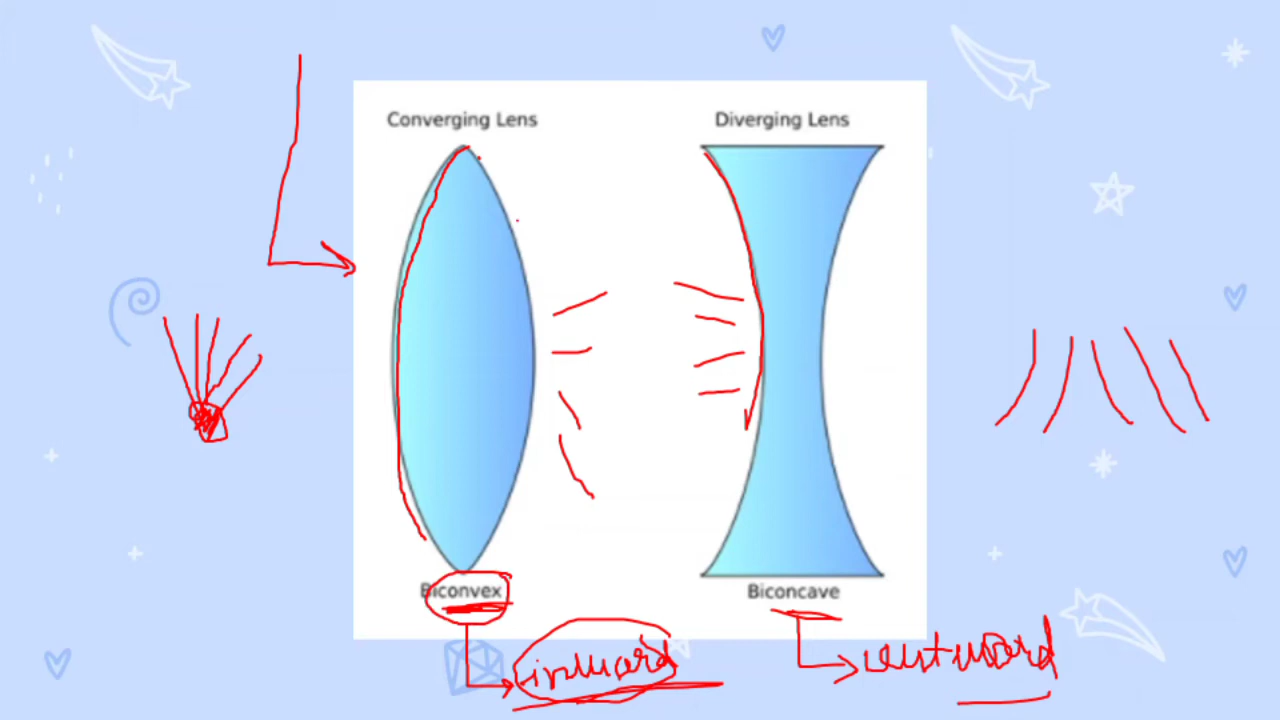 Converging Lens
Diverging Lens
Biconvex
Biconcave
inward
outward